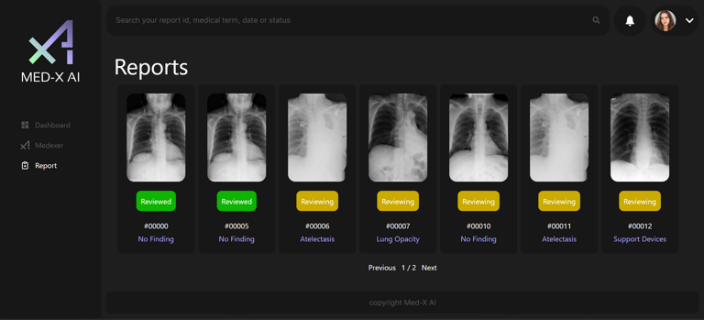 MED-X AI
Dashboard
Medexer
Report
Search your report id, medical term, date or status
Reports
Reviewed
Reviewed
Reviewing
Reviewing
Reviewing
Reviewing
Reviewing
#00000
#00005
#00006
#00007
#00010
#00011
#00012
No Finding
No Finding
Atelectasis
Lung Opacity
No Finding
Atelectasis
Support Devices
Previous 1 / 2 Next
copyright Med-X AI